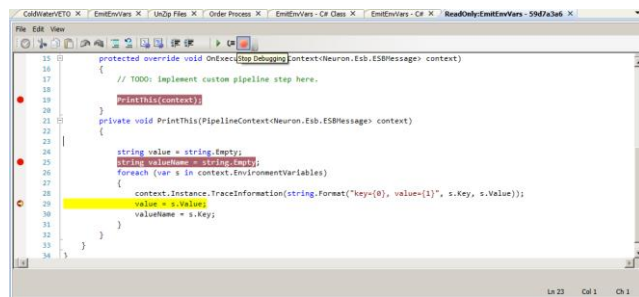 ColdWaterVETO X EmitEnvVars X UnZip Files X Order Process X EmitEnvVars - C# Class X EmitEnvVars - C# X ReadOnly:EmitEnvVars - 59d7a3a6 X
File Edit View
Stop Debugging
15 protected override void OnExecu Context<Neuron.Esb.ESBMessage> context)
16 {
17 // TODO: implement custom pipeline step here.
18
19 PrintThis(context);
20 }
21 private void PrintThis(PipelineContext<Neuron.Esb.ESBMessage> context)
22 {
23
24 string value = string.Empty;
25 string valueName = string.Empty;
26 foreach (var s in context.EnvironmentVariables)
27 {
28 context.Instance.TraceInformation(string.Format("key={0}, value={1}", s.Key, s.Value));
29 value = s.Value;
30 valueName = s.Key;
31 }
32 }
33 }
34 }
Ln 23 Col 1 Ch 1